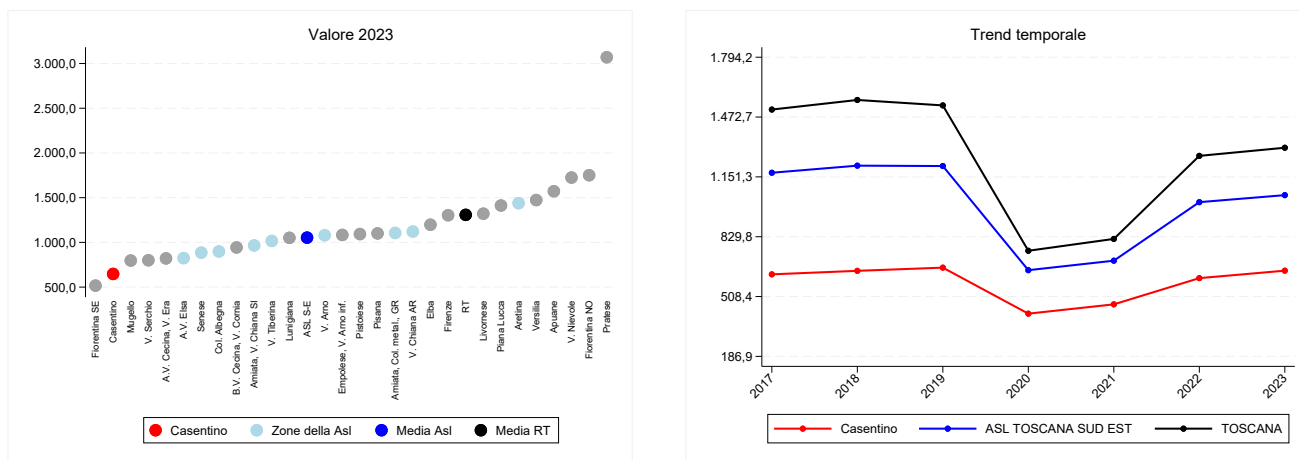 Valore 2023
3.000,0
2.500,0
2.000,0
1.500,0
1.000,0
500,0
Fiorentina SE
Casentino
Mugello
V. Serchio
A.V. Cecina, V. Era
A.V. Elsa
Senese
Col. Albegna
B.V. Cecina, V. Cornia
Amiata, V. Chiana SI
V. Tiberina
Lunigiana
ASL S-E
V. Arno
Empolese, V. Arno inf.
Pistoiese
Pisana
Amiata, Col. metal., GR
V. Chiana AR
Elba
Firenze
RT
Livornese
Piana Lucca
Aretina
Versilia
Apuane
V. Nievole
Fiorentina NO
Pratese
Casentino Zone della Asl Media Asl Media RT
Trend temporale
1.794,2
1.472,7
1.151,3
829,8
508,4
186,9
2017 2018 2019 2020 2021 2022 2023
Casentino ASL TOSCANA SUD EST TOSCANA